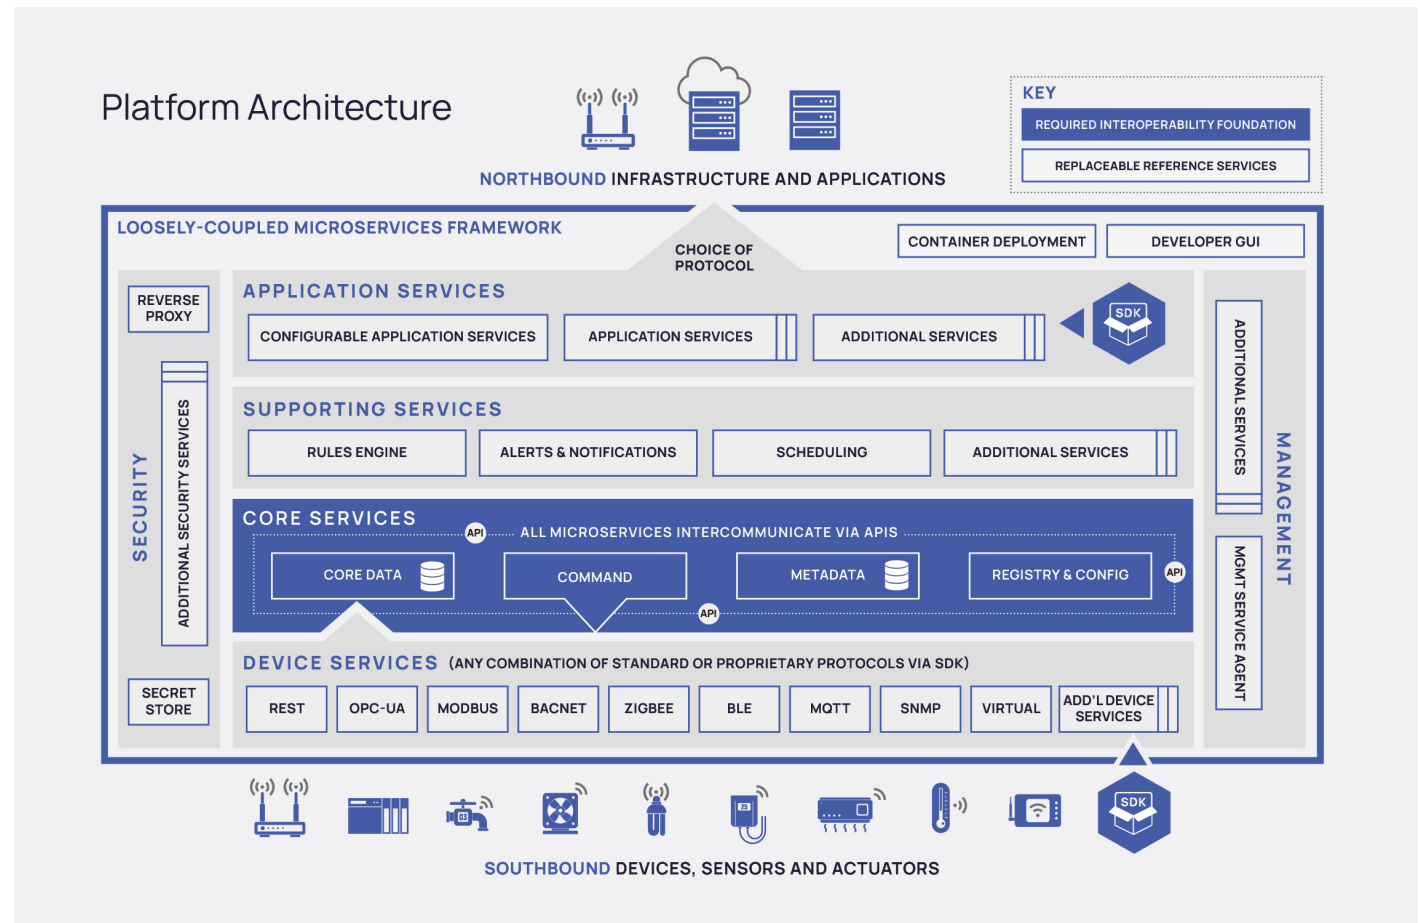 Platform Architecture
KEY
REQUIRED INTEROPERABILITY FOUNDATION
REPLACEABLE REFERENCE SERVICES
NORTHBOUND INFRASTRUCTURE AND APPLICATIONS
LOOSELY-COUPLED MICROSERVICES FRAMEWORK
CHOICE OF
PROTOCOL
CONTAINER DEPLOYMENT
DEVELOPER GUI
REVERSE
PROXY
ADDITIONAL SECURITY SERVICES
SECURITY
SECRET
STORE
APPLICATION SERVICES
CONFIGURABLE APPLICATION SERVICES
APPLICATION SERVICES
ADDITIONAL SERVICES
SDK
SUPPORTING SERVICES
RULES ENGINE
ALERTS & NOTIFICATIONS
SCHEDULING
ADDITIONAL SERVICES
CORE SERVICES
API
ALL MICROSERVICES INTERCOMMUNICATE VIA APIS
CORE DATA
COMMAND
METADATA
REGISTRY & CONFIG
API
API
DEVICE SERVICES (ANY COMBINATION OF STANDARD OR PROPRIETARY PROTOCOLS VIA SDK)
REST
OPC-UA
MODBUS
BACNET
ZIGBEE
BLE
MQTT
SNMP
VIRTUAL
ADD'L DEVICE
SERVICES
ADDITIONAL SERVICES
MANAGEMENT
MGMT SERVICE AGENT
03
25
SDK
SOUTHBOUND DEVICES, SENSORS AND ACTUATORS